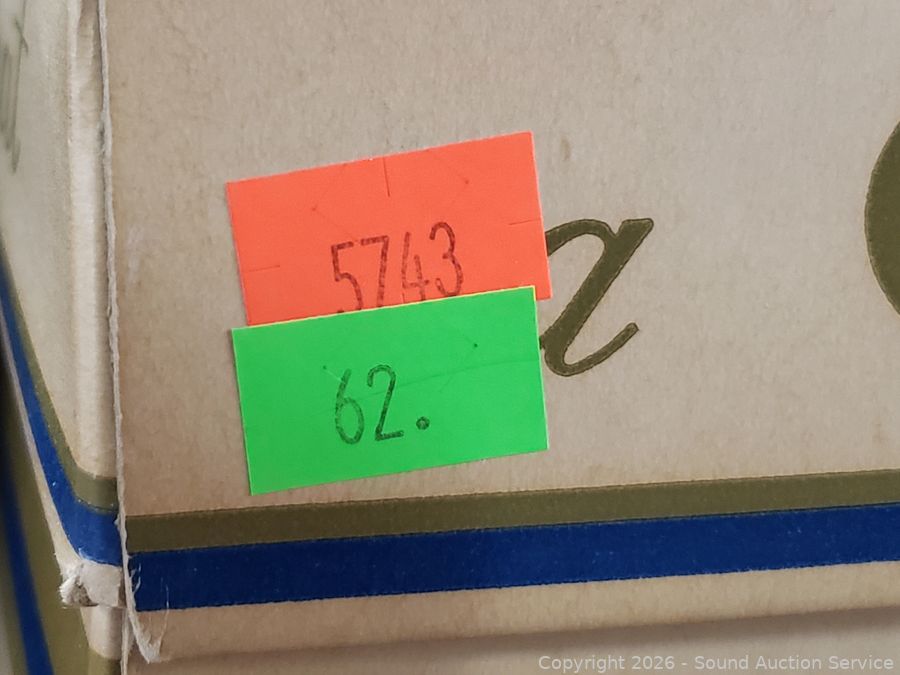 5743
a
62.
Copyright 2026 - Sound Auction Service